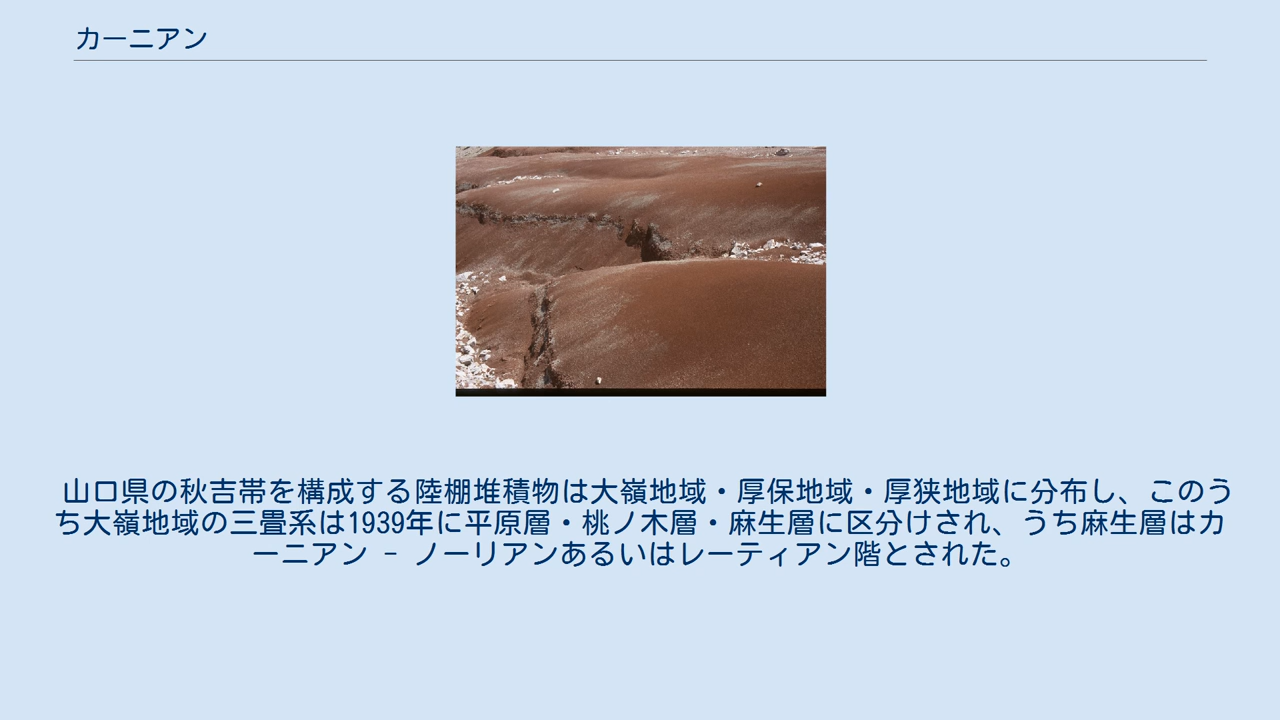 カーニアン
山口県の秋吉帯を構成する陸棚堆積物は大嶺地域・厚保地域・厚狭地域に分布し、このう
ち大嶺地域の三畳系は1939年に平原層・桃ノ木層・麻生層に区分けされ、うち麻生層はカ
ーニアン - ノーリアンあるいはレーティアン階とされた。